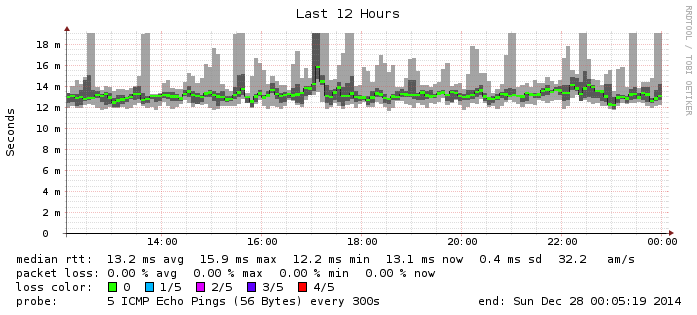 Last 12 Hours
RRDTOOL / TOBI OETIKER
Seconds
18 m
16 m
14 m
12 m
10 m
8 m
6 m
4 m
2 m
0
14:00 16:00 18:00 20:00 22:00 00:00
median rtt: 13.2 ms avg 15.9 ms max 12.2 ms min 13.1 ms now 0.4 ms sd 32.2 am/s
packet loss: 0.00 % avg 0.00 % max 0.00 % min 0.00 % now
loss color: 0 1/5 2/5 3/5 4/5
probe: 5 ICMP Echo Pings (56 Bytes) every 300s end: Sun Dec 28 00:05:19 2014